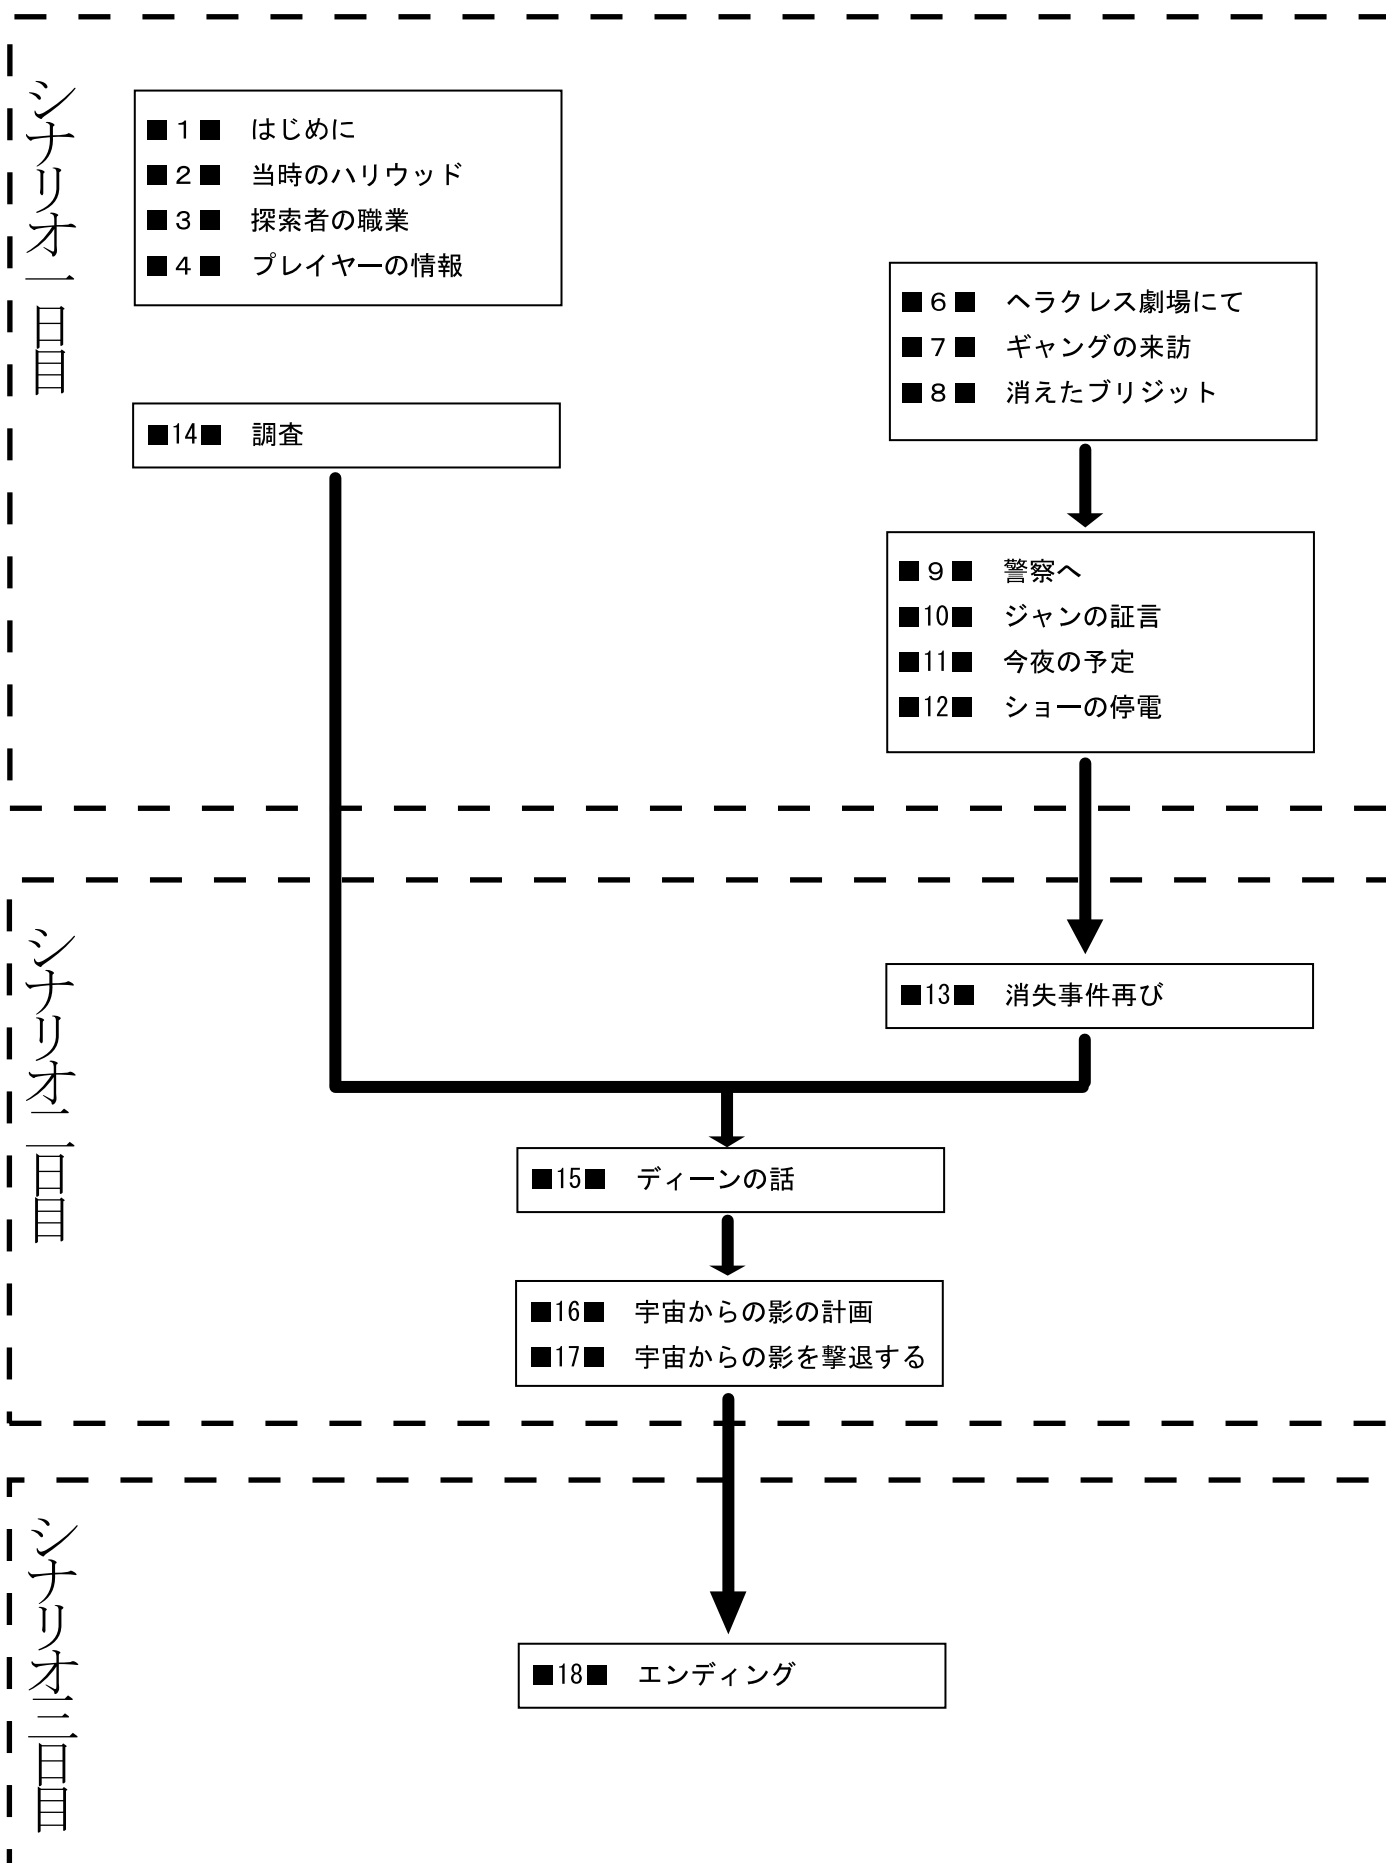 シナリオ一日目
■１■　はじめに
■２■　当時のハリウッド
■３■　探索者の職業
■４■　プレイヤーの情報
■14■　調査
■６■　ヘラクレス劇場にて
■７■　ギャングの来訪
■８■　消えたブリジット
■９■　警察へ
■10■　ジャンの証言
■11■　今夜の予定
■12■　ショーの停電
シナリオ二日目
■13■　消失事件再び
■15■　ディーンの話
■16■　宇宙からの影の計画
■17■　宇宙からの影を撃退する
シナリオ三日目
■18■　エンディング